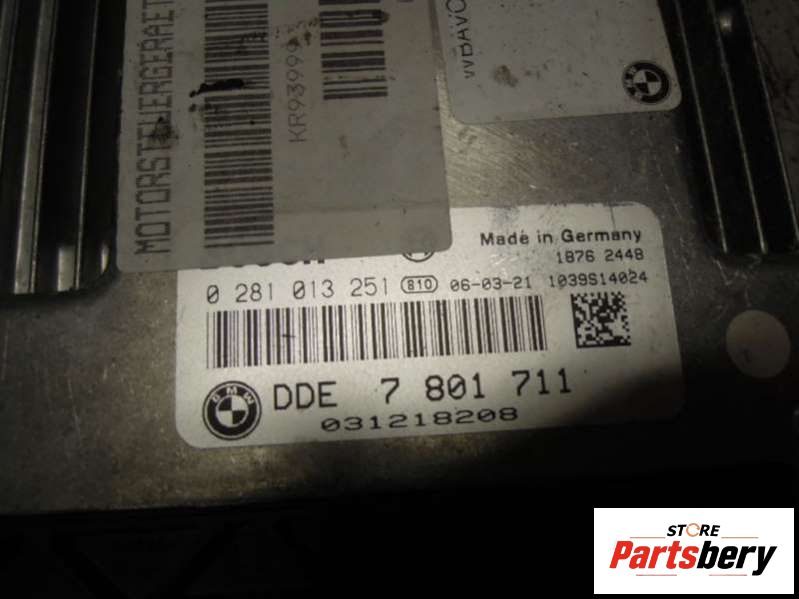 MOTORSTEUERGERAET
BOSCH
Made in Germany
1876 2448
0 281 013 251 810 06-03-21 1039S14024
BMW DDE 7 801 711
031218208
STORE
Partsbery